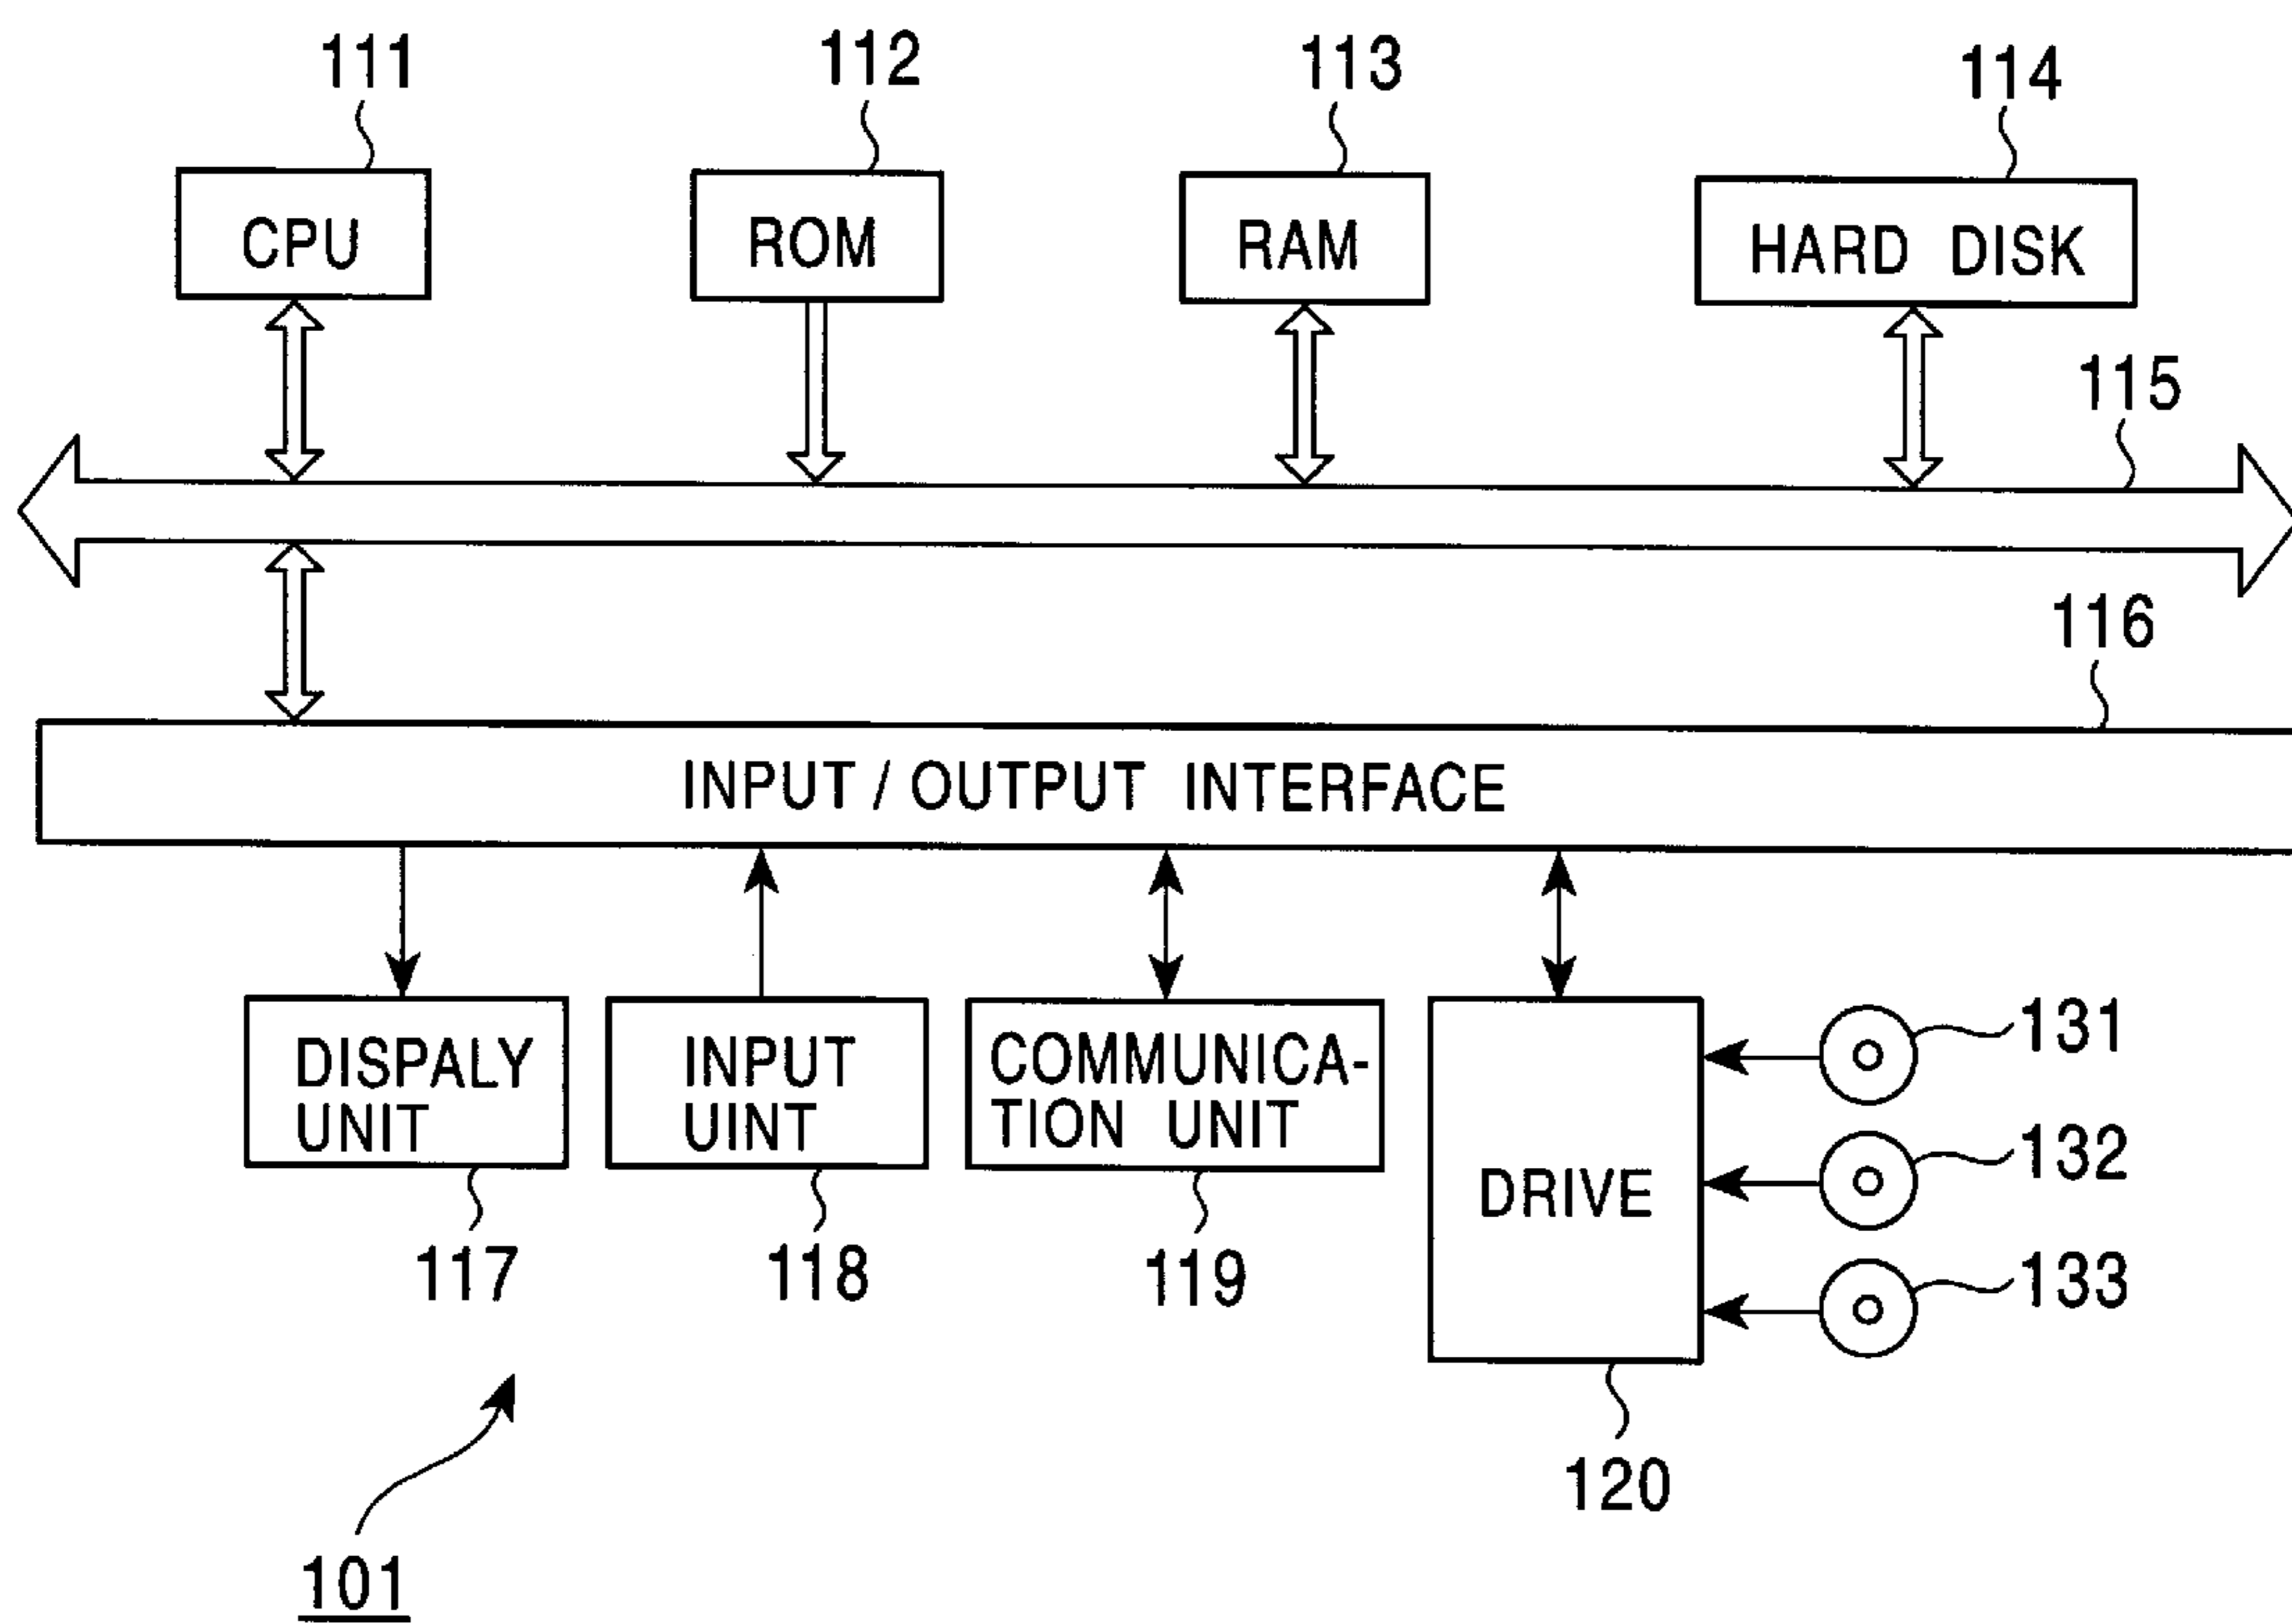 111
112
113
114
CPU
ROM
RAM
HARD DISK
115
116
INPUT / OUTPUT INTERFACE
DISPALY
UNIT
INPUT
UINT
COMMUNICA-
TION UNIT
DRIVE
131
132
133
117
118
119
120
101